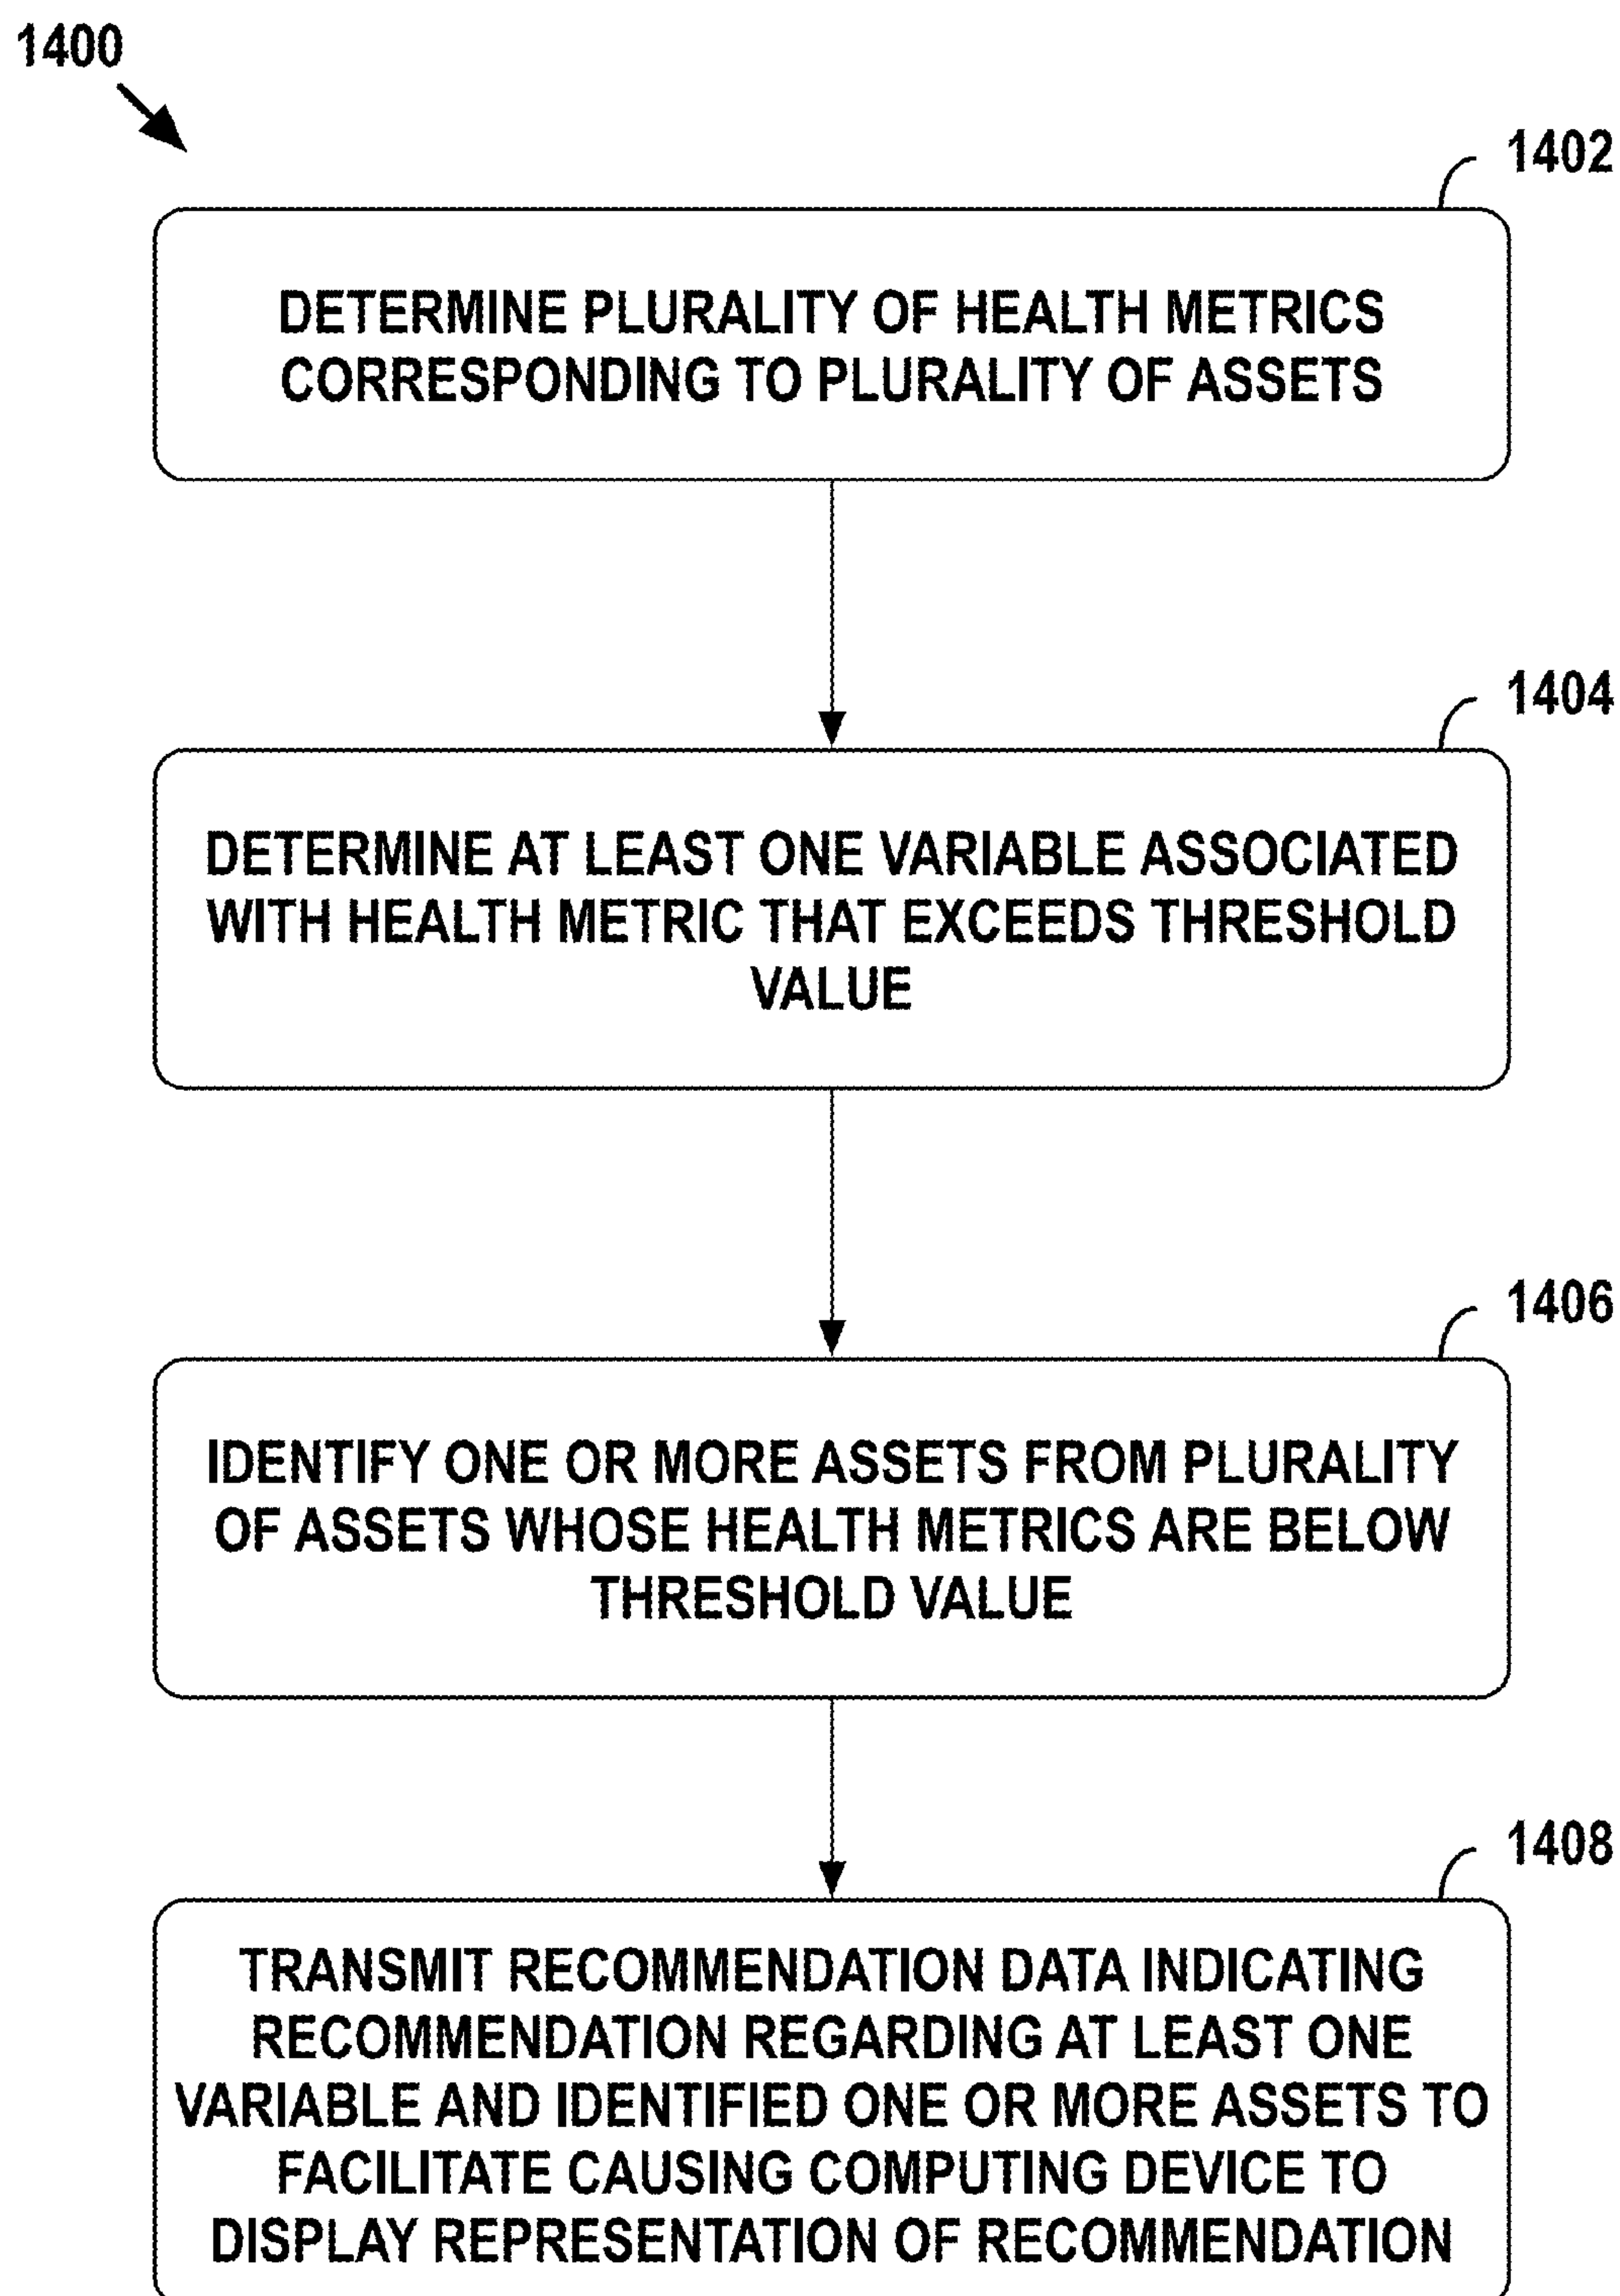 1400
1402
DETERMINE PLURALITY OF HEALTH METRICS
CORRESPONDING TO PLURALITY OF ASSETS
1404
DETERMINE AT LEAST ONE VARIABLE ASSOCIATED
WITH HEALTH METRIC THAT EXCEEDS THRESHOLD
VALUE
1406
IDENTIFY ONE OR MORE ASSETS FROM PLURALITY
OF ASSETS WHOSE HEALTH METRICS ARE BELOW
THRESHOLD VALUE
1408
TRANSMIT RECOMMENDATION DATA INDICATING
RECOMMENDATION REGARDING AT LEAST ONE
VARIABLE AND IDENTIFIED ONE OR MORE ASSETS TO
FACILITATE CAUSING COMPUTING DEVICE TO
DISPLAY REPRESENTATION OF RECOMMENDATION